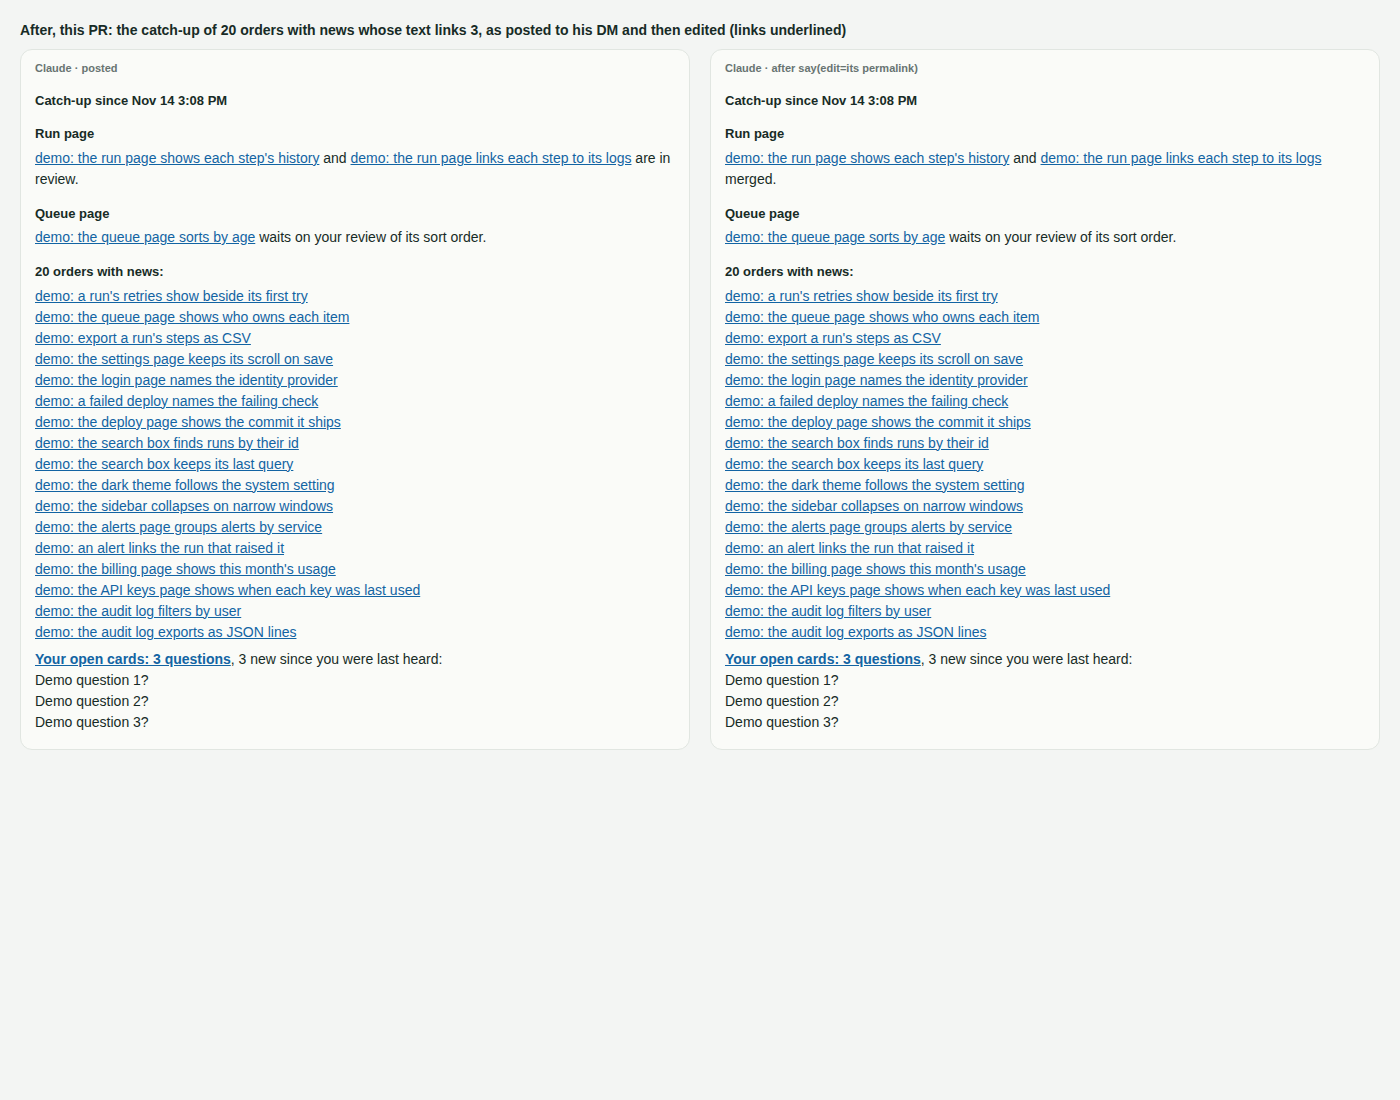 After, this PR: the catch-up of 20 orders with news whose text links 3, as posted to his DM and then edited (links underlined)
Claude · posted
Catch-up since Nov 14 3:08 PM
Run page
demo: the run page shows each step's history and demo: the run page links each step to its logs are in
review.
Queue page
demo: the queue page sorts by age waits on your review of its sort order.
20 orders with news:
demo: a run's retries show beside its first try
demo: the queue page shows who owns each item
demo: export a run's steps as CSV
demo: the settings page keeps its scroll on save
demo: the login page names the identity provider
demo: a failed deploy names the failing check
demo: the deploy page shows the commit it ships
demo: the search box finds runs by their id
demo: the search box keeps its last query
demo: the dark theme follows the system setting
demo: the sidebar collapses on narrow windows
demo: the alerts page groups alerts by service
demo: an alert links the run that raised it
demo: the billing page shows this month's usage
demo: the API keys page shows when each key was last used
demo: the audit log filters by user
demo: the audit log exports as JSON lines
Your open cards: 3 questions, 3 new since you were last heard:
Demo question 1?
Demo question 2?
Demo question 3?
Claude · after say(edit=its permalink)
Catch-up since Nov 14 3:08 PM
Run page
demo: the run page shows each step's history and demo: the run page links each step to its logs
merged.
Queue page
demo: the queue page sorts by age waits on your review of its sort order.
20 orders with news:
demo: a run's retries show beside its first try
demo: the queue page shows who owns each item
demo: export a run's steps as CSV
demo: the settings page keeps its scroll on save
demo: the login page names the identity provider
demo: a failed deploy names the failing check
demo: the deploy page shows the commit it ships
demo: the search box finds runs by their id
demo: the search box keeps its last query
demo: the dark theme follows the system setting
demo: the sidebar collapses on narrow windows
demo: the alerts page groups alerts by service
demo: an alert links the run that raised it
demo: the billing page shows this month's usage
demo: the API keys page shows when each key was last used
demo: the audit log filters by user
demo: the audit log exports as JSON lines
Your open cards: 3 questions, 3 new since you were last heard:
Demo question 1?
Demo question 2?
Demo question 3?